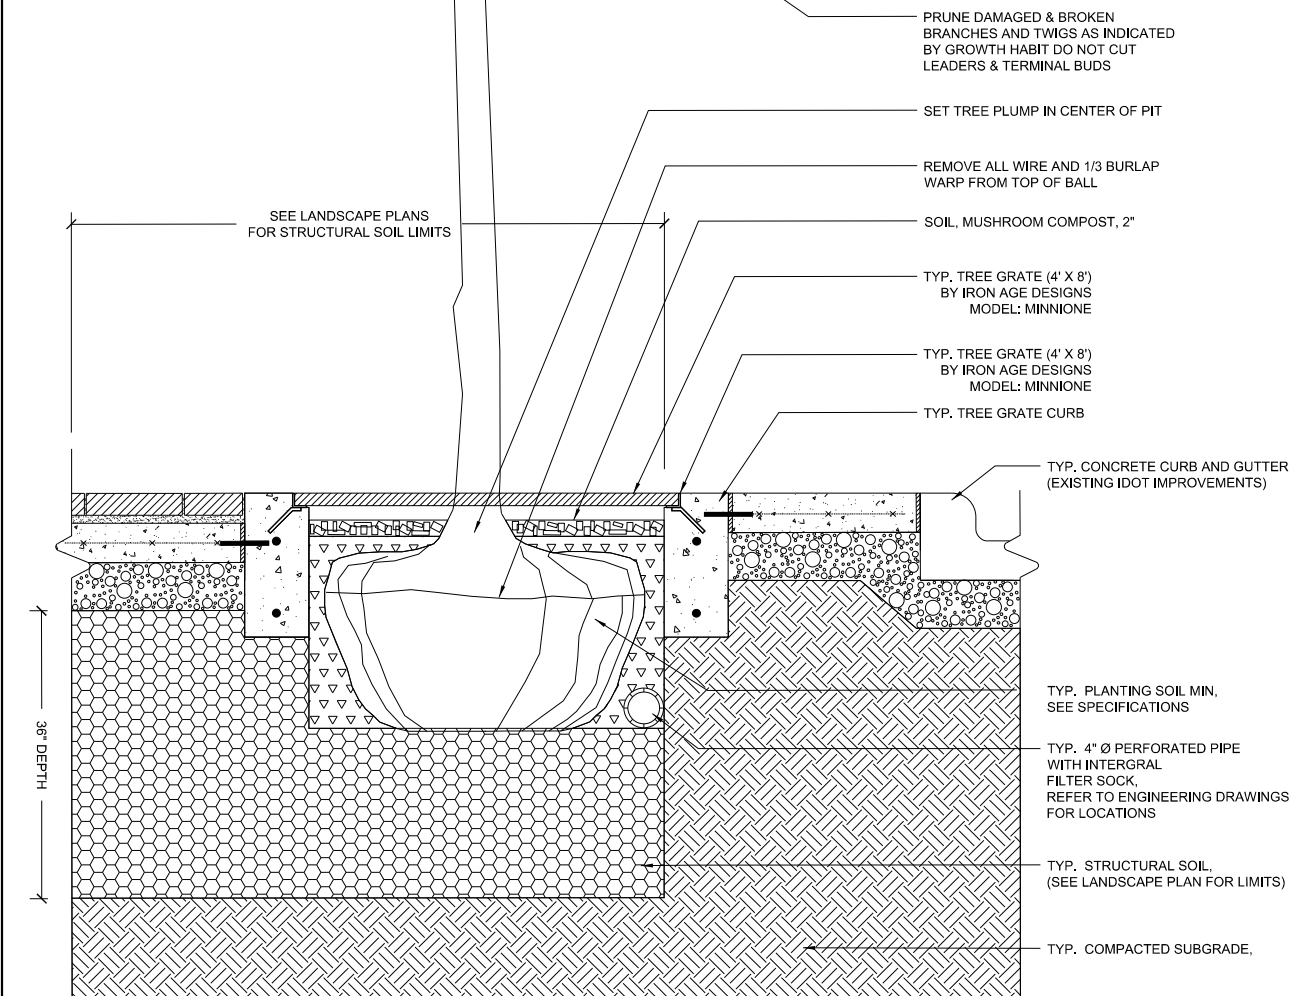 PRUNE DAMAGED & BROKEN
BRANCHES AND TWIGS AS INDICATED
BY GROWTH HABIT DO NOT CUT
LEADERS & TERMINAL BUDS
SET TREE PLUMP IN CENTER OF PIT
REMOVE ALL WIRE AND 1/3 BURLAP
WARP FROM TOP OF BALL
SEE LANDSCAPE PLANS
FOR STRUCTURAL SOIL LIMITS
SOIL, MUSHROOM COMPOST, 2"
TYP. TREE GRATE (4' X 8')
BY IRON AGE DESIGNS
MODEL: MINNIONE
TYP. TREE GRATE (4' X 8')
BY IRON AGE DESIGNS
MODEL: MINNIONE
TYP. TREE GRATE CURB
TYP. CONCRETE CURB AND GUTTER
(EXISTING IDOT IMPROVEMENTS)
36" DEPTH
TYP. PLANTING SOIL MIN,
SEE SPECIFICATIONS
TYP. 4" Ø PERFORATED PIPE
WITH INTERGRAL
FILTER SOCK,
REFER TO ENGINEERING DRAWINGS
FOR LOCATIONS
TYP. STRUCTURAL SOIL,
(SEE LANDSCAPE PLAN FOR LIMITS)
TYP. COMPACTED SUBGRADE,